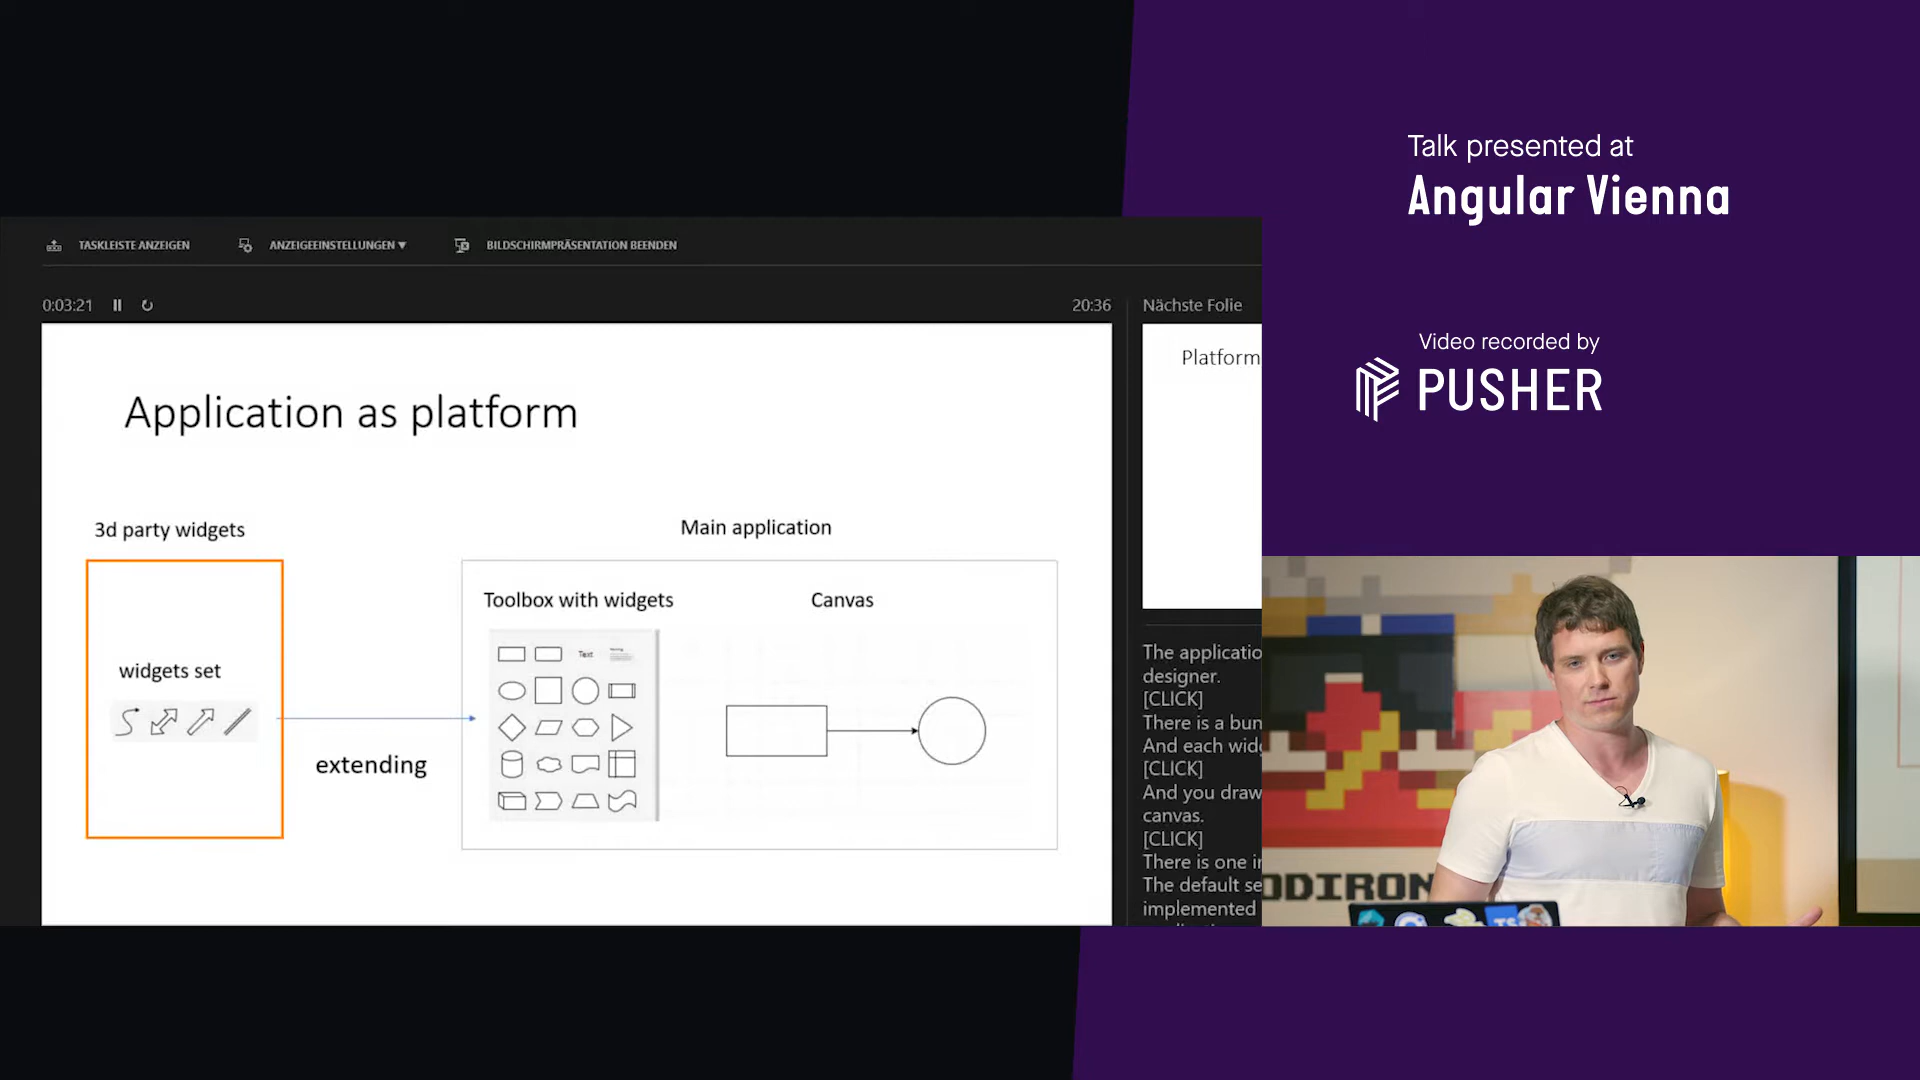 TASKLEISTE ANZEIGEN
ANZEIGEEINSTELLUNGEN
BILDSCHIRMPRÄSENTATION BEENDEN
0:03:21
20:36
Nächste Folie
Application as platform
3d party widgets
widgets set
extending
Main application
Toolbox with widgets
Canvas
Text
Platform
The applicatio
designer.
[CLICK]
There is a bun
And each widg
[CLICK]
And you draw
canvas.
[CLICK]
There is one i
The default se
implemented
Talk presented at
Angular Vienna
Video recorded by
PUSHER
ODIRON
TS